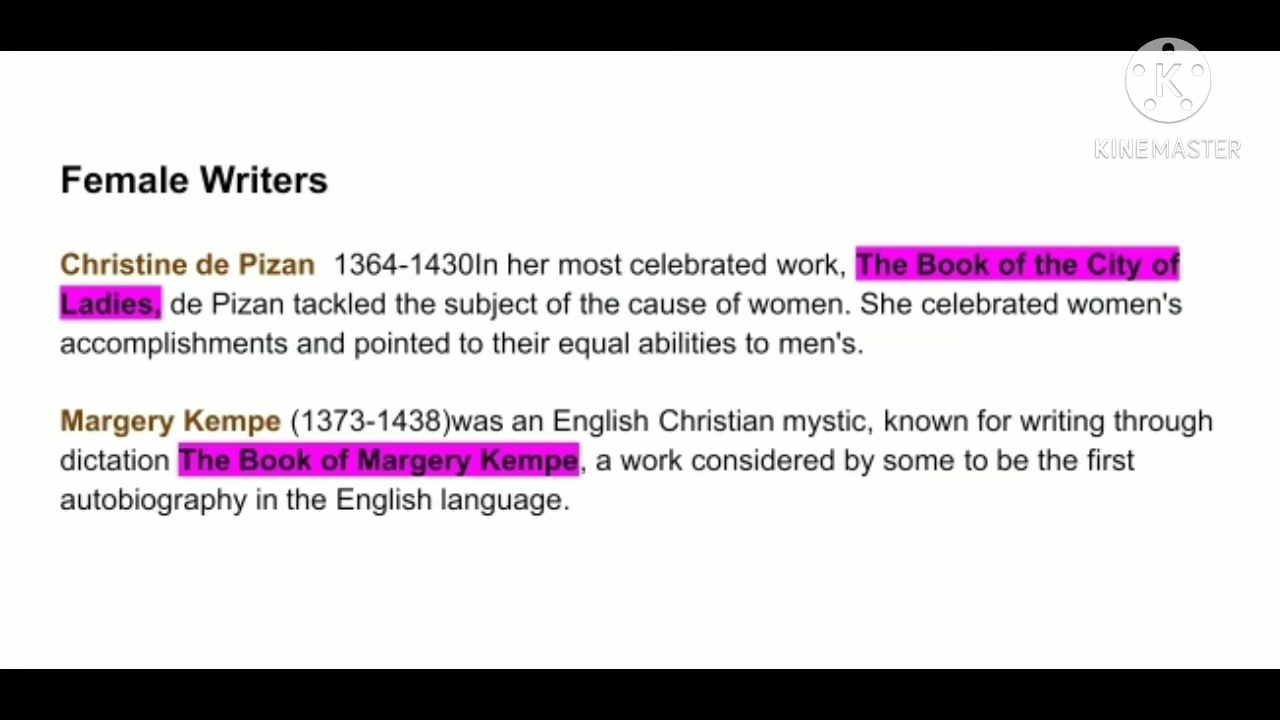 KINEMASTER
Female Writers
Christine de Pizan 1364-1430In her most celebrated work, The Book of the City of
Ladies, de Pizan tackled the subject of the cause of women. She celebrated women's
accomplishments and pointed to their equal abilities to men's.
Margery Kempe (1373-1438)was an English Christian mystic, known for writing through
dictation The Book of Margery Kempe, a work considered by some to be the first
autobiography in the English language.